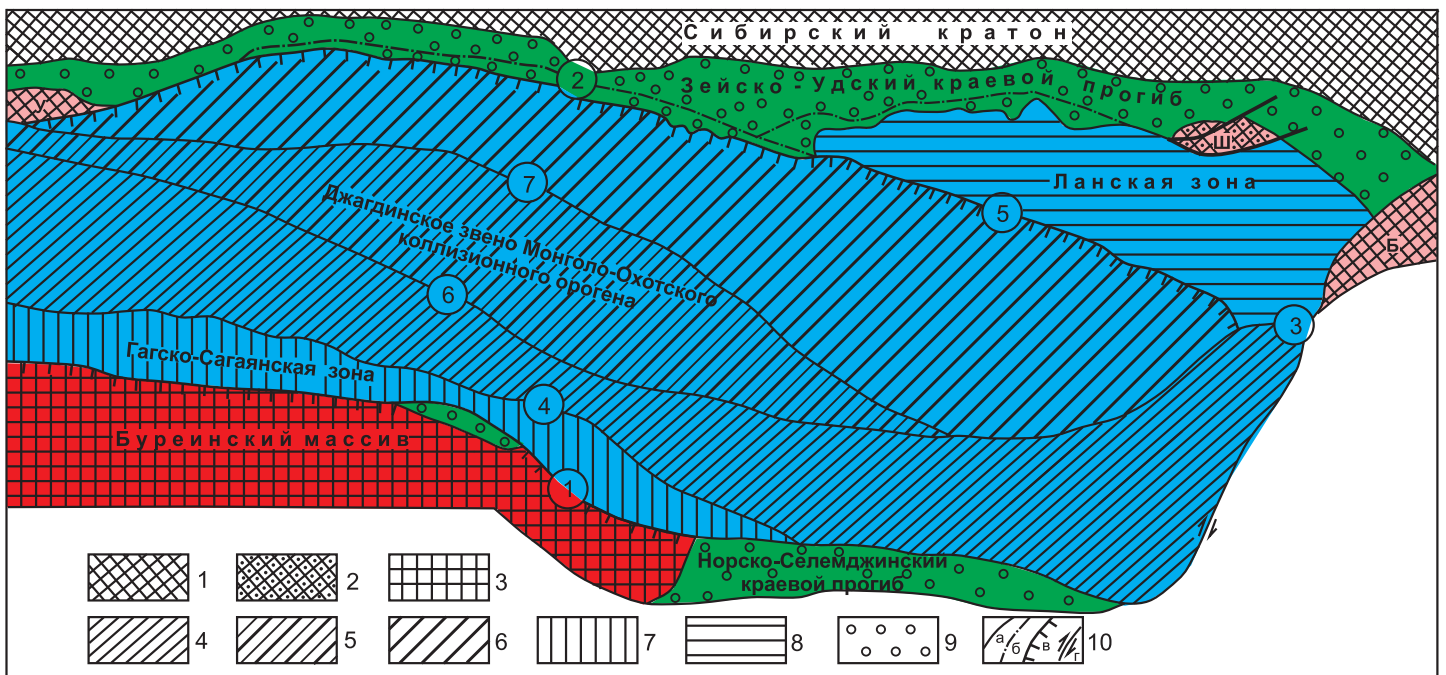 Сибирский кратон
2
Зейско-Удский краевой прогиб
У.
Ш.
7
Ланская зона
5
Джагдинское звено Монголо-Охотского
коллизионного орогена
Б.
6
3
Гагско-Сагаянская зона
4
Буреинский массив
1
Норско-Селемджинский
краевой прогиб
1 2 3
4 5 6 7 8 9 а б в г 10